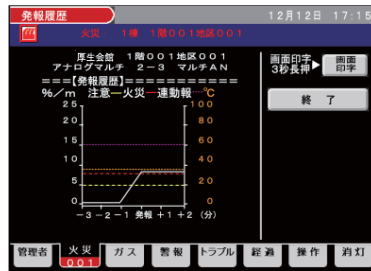 発報履歴 12月12日 17:15
火災 1棟 1階001地区001
厚生会館 1階001地区001
アナログマルチ 2-3 マルチAN
===【発報履歴】===========
%/m 注意―火災―連動報…℃
25 100
20 80
15 60
10 40
5 20
0 0
-3 -2 -1 発報 +1 +2 (分)
画面印字
3秒長押▶
画面
印字
終 了
管理者 火災 ガス 警報 トラブル 経過 操作 消灯
001